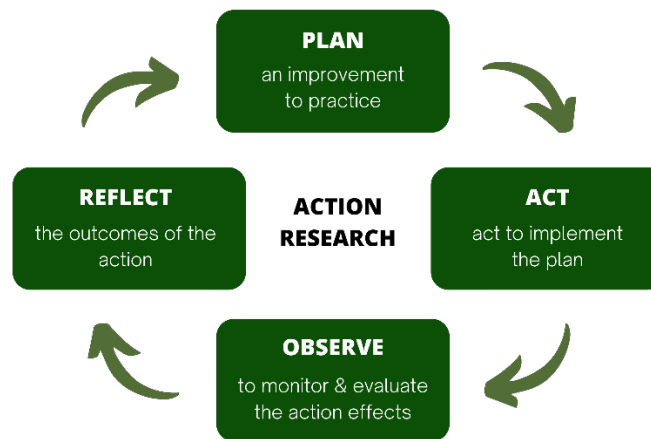 PLAN
an improvement
to practice
REFLECT
the outcomes of the
action
ACTION
RESEARCH
ACT
act to implement
the plan
OBSERVE
to monitor & evaluate
the action effects